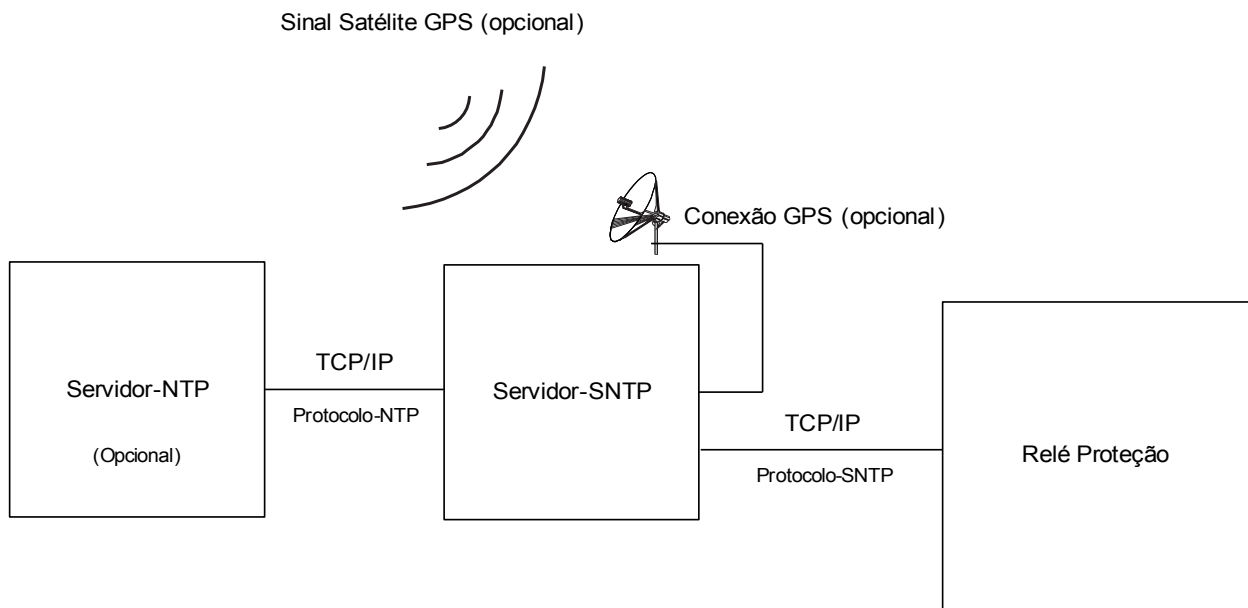 Sinal Satélite GPS (opcional)
Conexão GPS (opcional)
Servidor-NTP
(Opcional)
TCP/IP
Protocolo-NTP
Servidor-SNTP
TCP/IP
Protocolo-SNTP
Relé Proteção